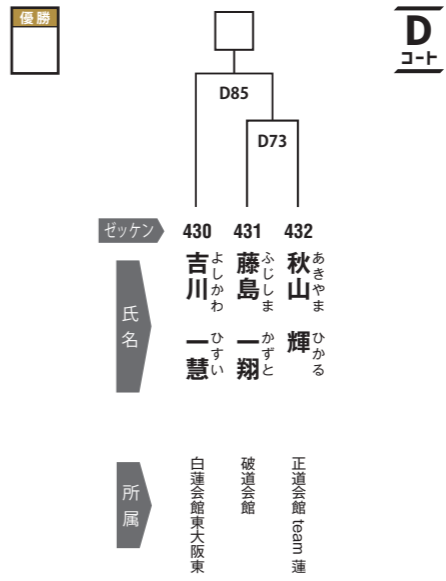 優勝
D
コート
D85
D73
ゼッケン
430
431
432
氏名
吉川 一慧
よしかわ ひすい
藤島 一翔
ふじしま かずと
秋山 輝
あきやま ひかる
所属
白蓮会館東大阪東
破道会館
正道会館 team 蓮